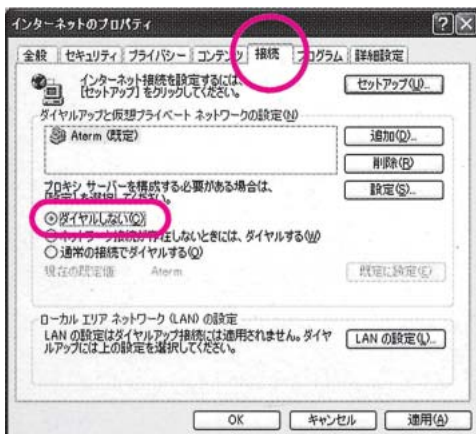 インターネットのプロパティ
全般 セキュリティ プライバシー コンテンツ 接続 プログラム 詳細設定
インターネット接続を設定するには、
[セットアップ] をクリックしてください。
セットアップ(U)...
ダイヤルアップと仮想プライベート ネットワークの設定(N)
Aterm (既定)
追加(D)...
削除(R)
プロキシ サーバーを構成する必要がある場合は、
[設定] を選択してください。
設定(S)...
ダイヤルしない(C)
ネットワーク接続が存在しないときには、ダイヤルする(W)
通常の接続でダイヤルする(O)
現在の既定値 Aterm
既定に設定(E)
ローカル エリア ネットワーク (LAN) の設定
LAN の設定はダイヤルアップ接続には適用されません。ダイヤ
ルアップには上の設定を選択してください。
LAN の設定(L)...
OK キャンセル 適用(A)